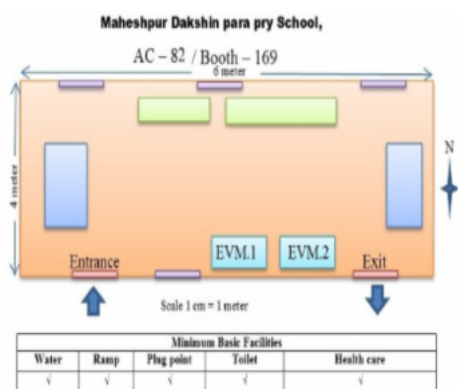 Maheshpur Dakshin para pry School,
AC – 82 / Booth – 169
6 meter
4 meter
N
EVM.1 EVM.2
Entrance Exit
Scale 1 cm = 1 meter
Minimum Basic Facilities
Water Ramp Plug point Toilet Health care
√ √ √ √ √